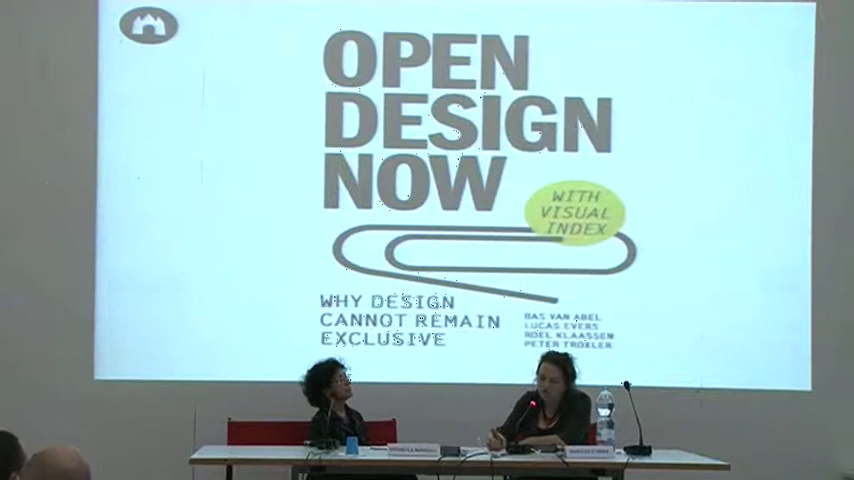 OPEN
DESIGN
NOW
WITH
VISUAL
INDEX
WHY DESIGN
CANNOT REMAIN
EXCLUSIVE
BAS VAN ABEL
LUCAS EVERS
ROEL KLAASSEN
PETER TROXLER